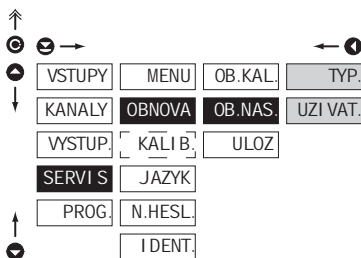 VSTUPY MENU OB.KAL. TYP.
KANALY OBNOVA OB.NAS. UZIVAT.
VYSTUP. KALIB. ULOZ
SERVIS JAZYK
PROG. N.HESL.
IDENT.